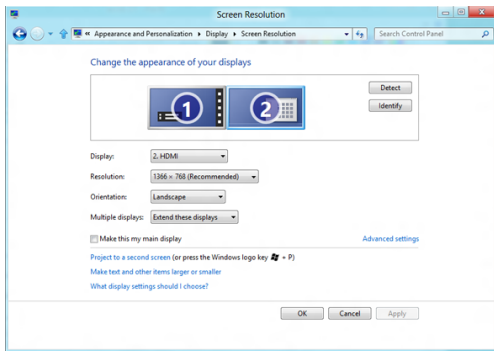 Screen Resolution
« Appearance and Personalization ▸ Display ▸ Screen Resolution
Search Control Panel
Change the appearance of your displays
1
2
Detect
Identify
Display: 2. HDMI
Resolution: 1366 × 768 (Recommended)
Orientation: Landscape
Multiple displays: Extend these displays
Make this my main display
Advanced settings
Project to a second screen (or press the Windows logo key + P)
Make text and other items larger or smaller
What display settings should I choose?
OK Cancel Apply